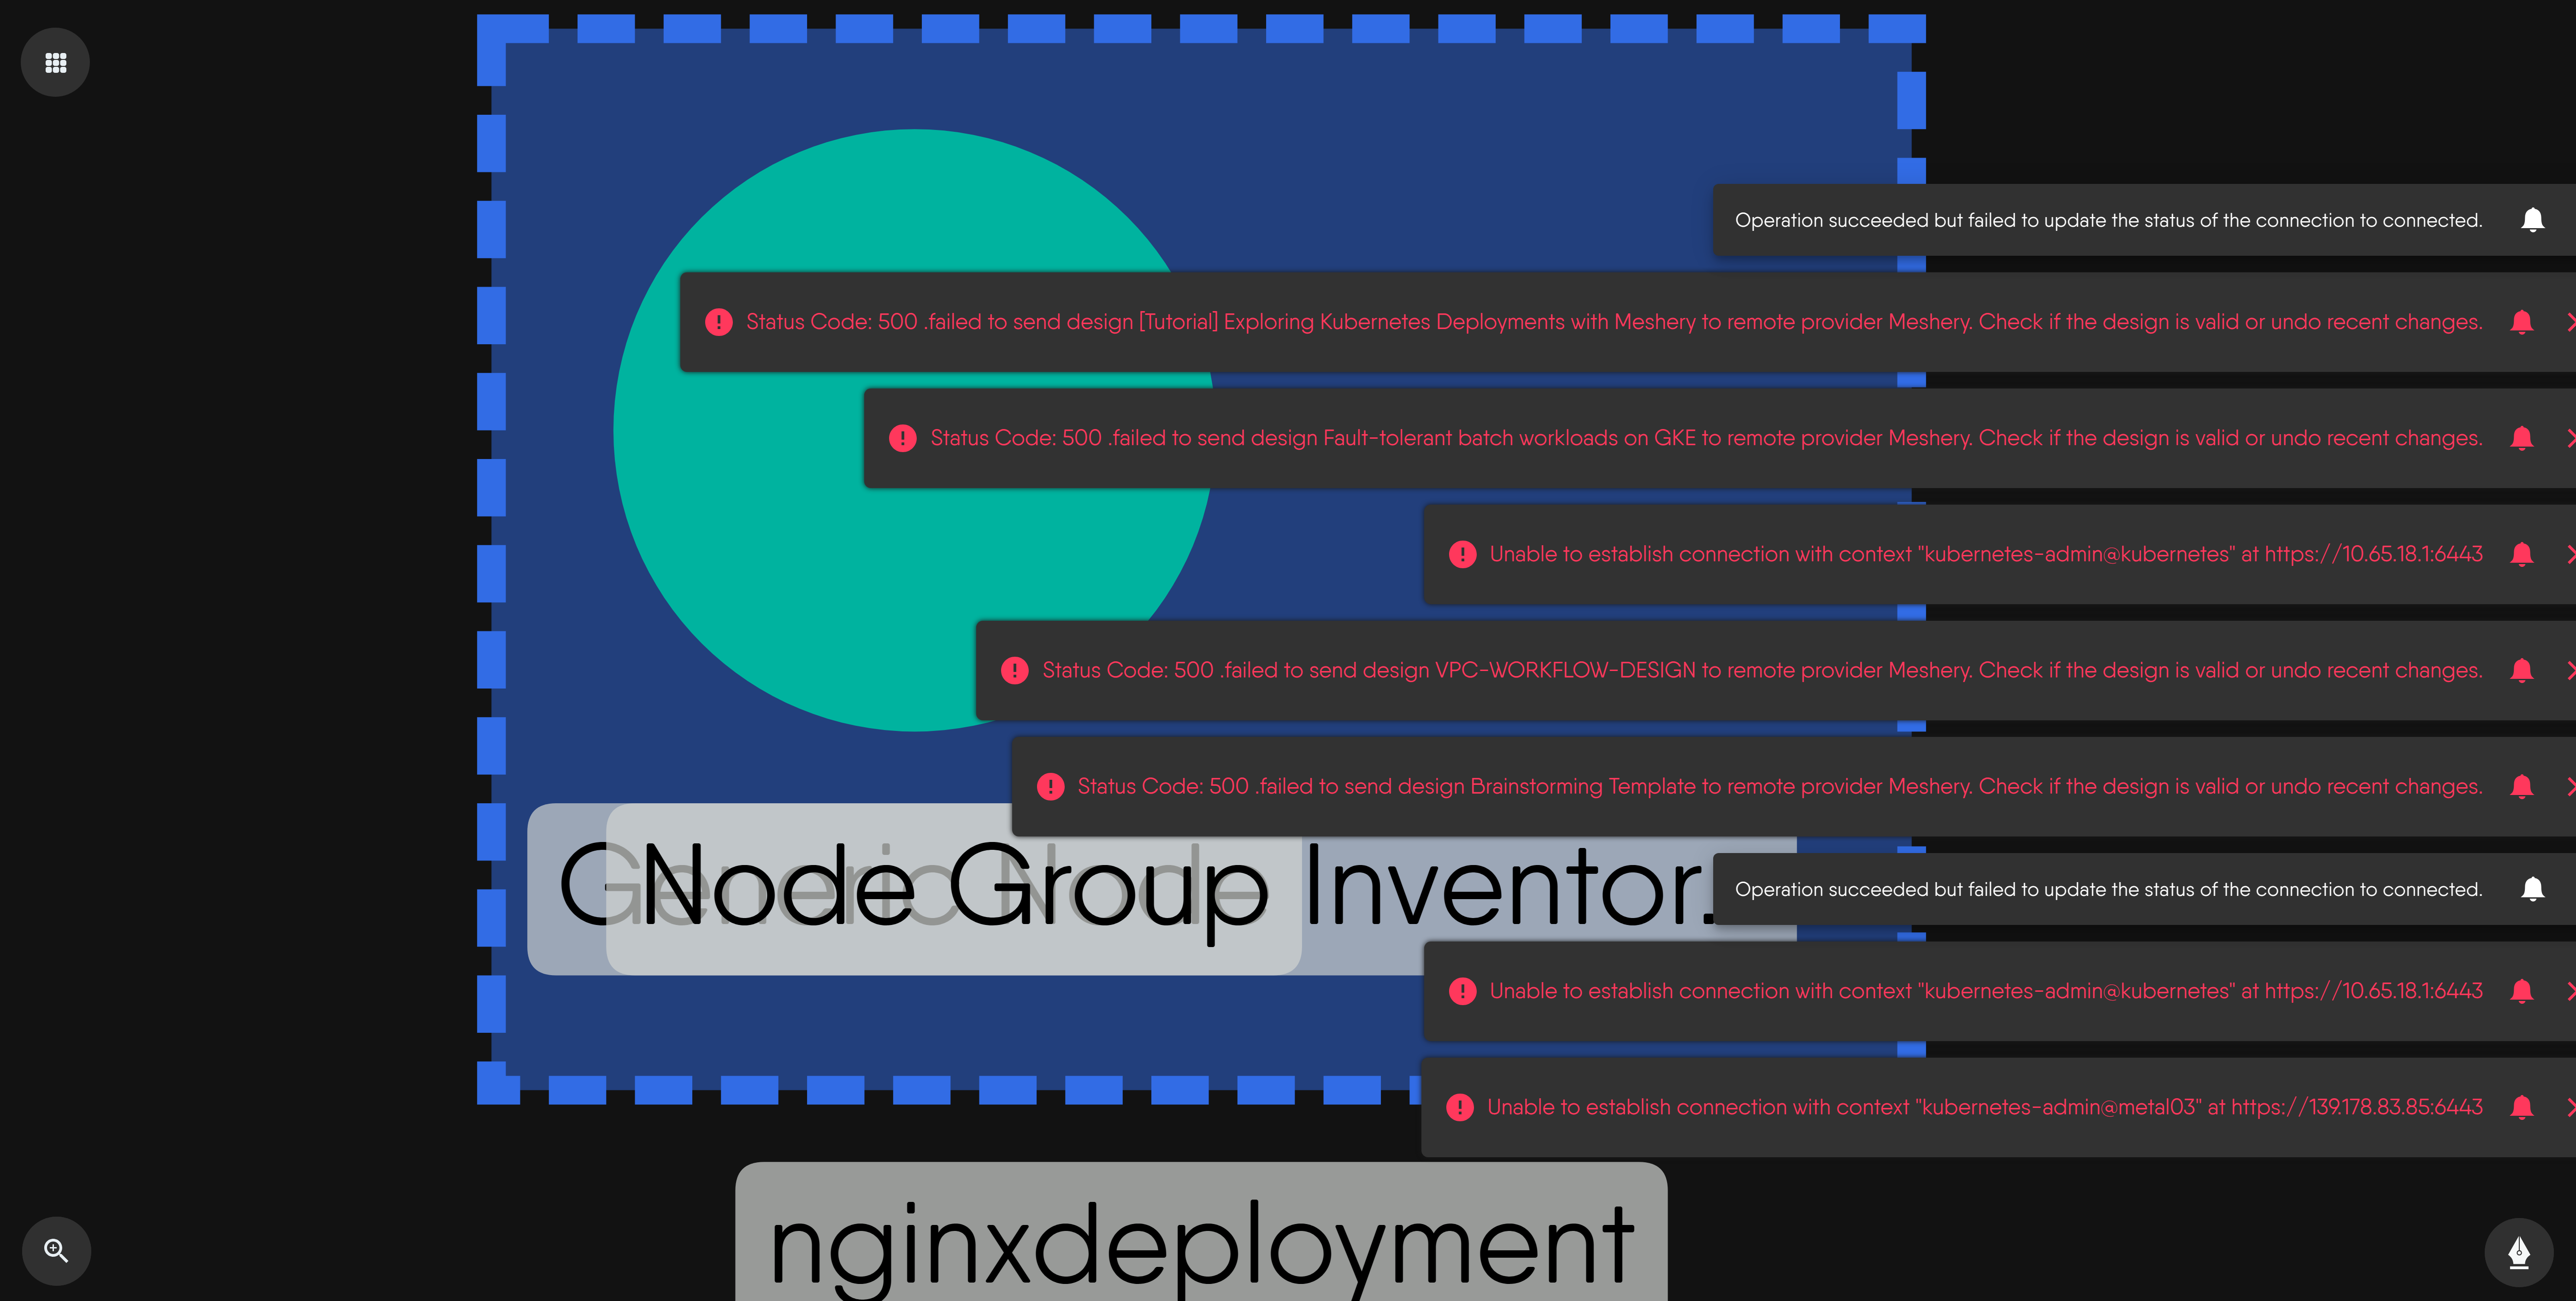 Operation succeeded but failed to update the status of the connection to connected.
Status Code: 500 .failed to send design [Tutorial] Exploring Kubernetes Deployments with Meshery to remote provider Meshery. Check if the design is valid or undo recent changes.
Status Code: 500 .failed to send design Fault-tolerant batch workloads on GKE to remote provider Meshery. Check if the design is valid or undo recent changes.
Unable to establish connection with context "kubernetes-admin@kubernetes" at https://10.65.18.1:6443
Status Code: 500 .failed to send design VPC-WORKFLOW-DESIGN to remote provider Meshery. Check if the design is valid or undo recent changes.
Status Code: 500 .failed to send design Brainstorming Template to remote provider Meshery. Check if the design is valid or undo recent changes.
Generic Node
Node Group Inventor.
Operation succeeded but failed to update the status of the connection to connected.
Unable to establish connection with context "kubernetes-admin@kubernetes" at https://10.65.18.1:6443
Unable to establish connection with context "kubernetes-admin@metal03" at https://139.178.83.85:6443
nginxdeployment